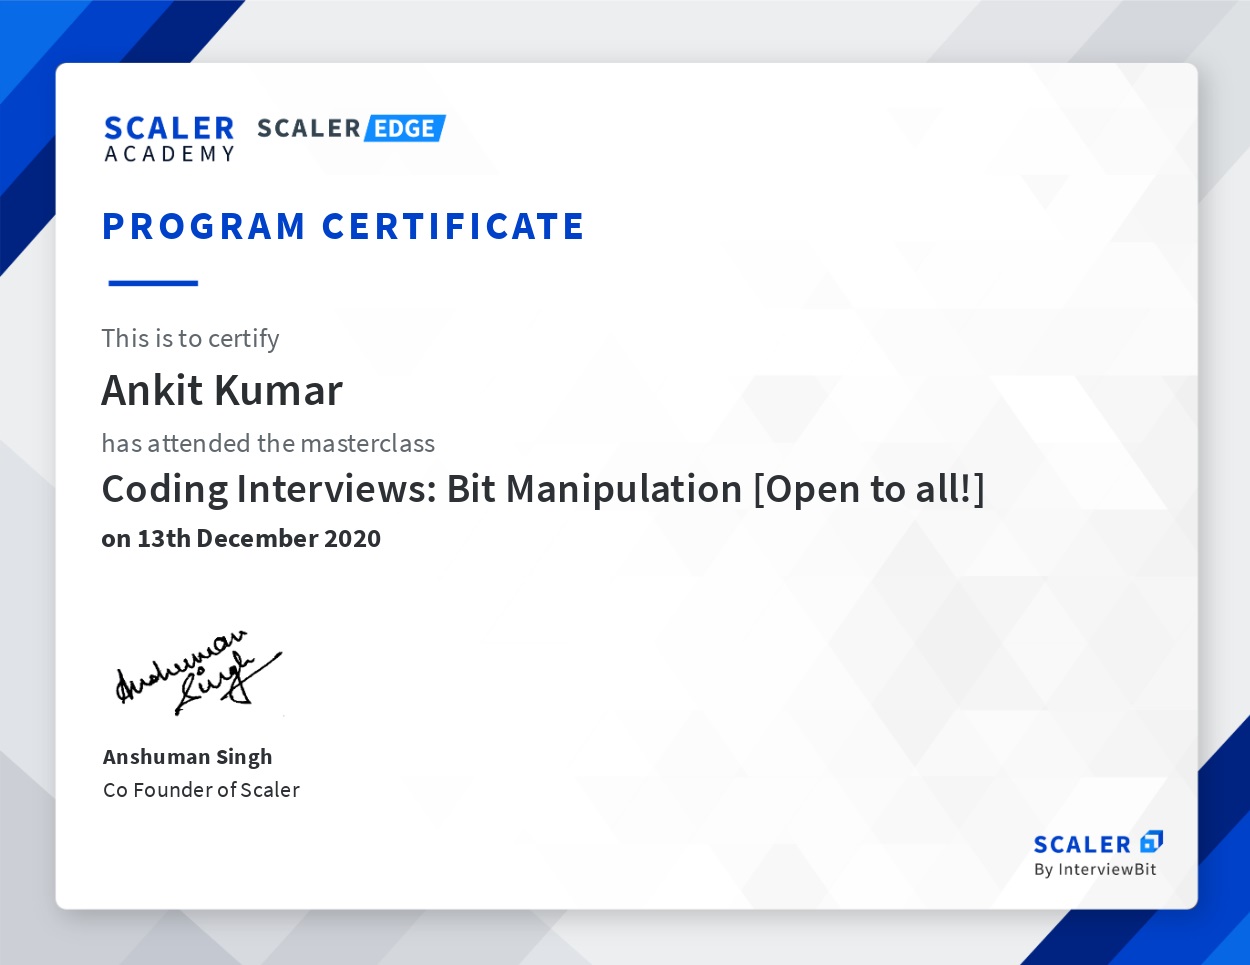 SCALER
ACADEMY
SCALER EDGE
PROGRAM CERTIFICATE
This is to certify
Ankit Kumar
has attended the masterclass
Coding Interviews: Bit Manipulation [Open to all!]
on 13th December 2020
Anshuman
Singh
Anshuman Singh
Co Founder of Scaler
SCALER
By InterviewBit